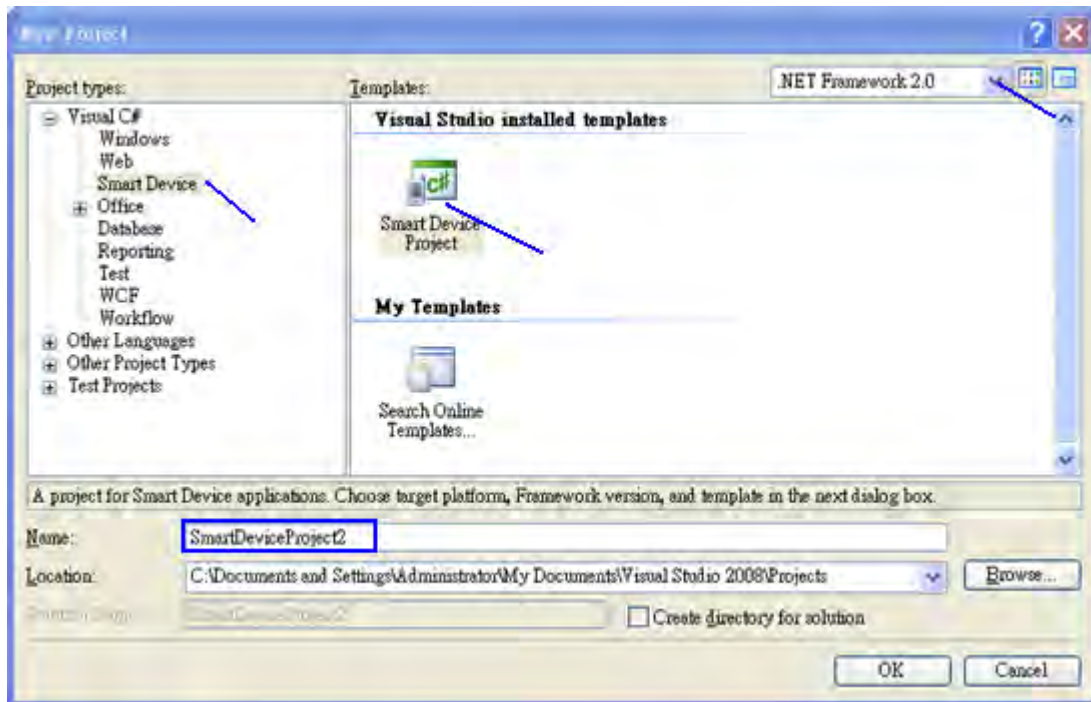 New Project
Project types:
Templates:
.NET Framework 2.0
Visual C#
Windows
Web
Smart Device
Office
Database
Reporting
Test
WCF
Workflow
Other Languages
Other Project Types
Test Projects
Visual Studio installed templates
C#
Smart Device
Project
My Templates
Search Online
Templates...
A project for Smart Device applications. Choose target platform, Framework version, and template in the next dialog box.
Name:
SmartDeviceProject2
Location:
C:\Documents and Settings\Administrator\My Documents\Visual Studio 2008\Projects
Browse...
Create directory for solution
OK
Cancel